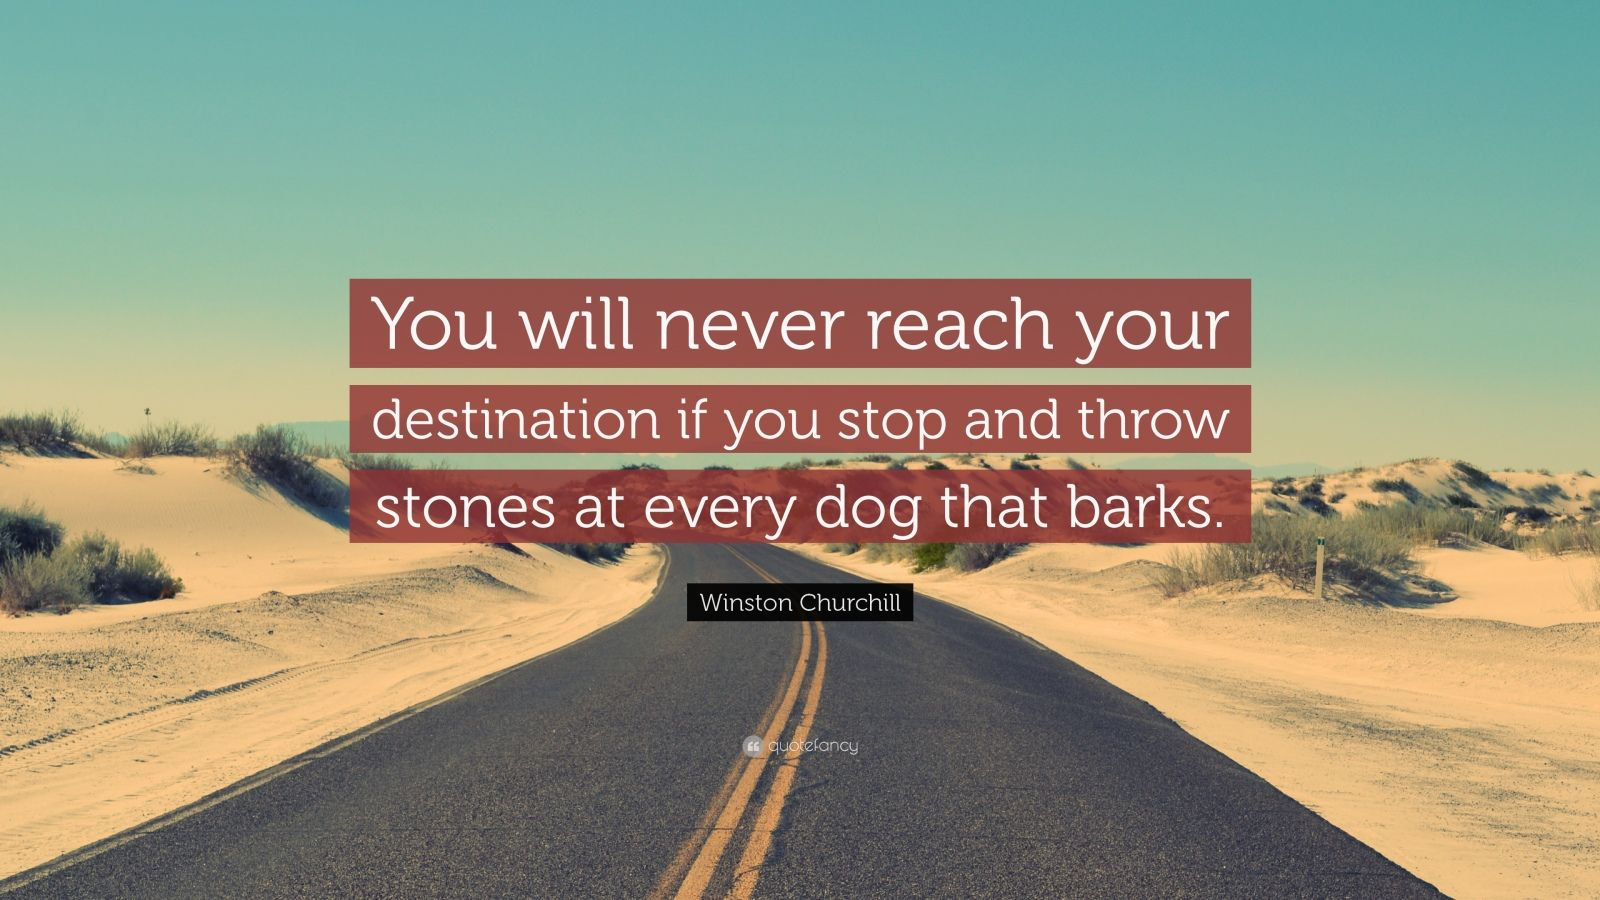 You will never reach your
destination if you stop and throw
stones at every dog that barks.
Winston Churchill
quotefancy